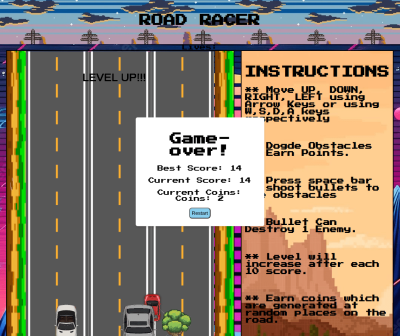 ROAD RACER
LEVEL UP!!!
Game-
over!
Best Score: 14
Current Score: 14
Current Coins:
Coins: 2
Restart
INSTRUCTIONS
** Move UP, DOWN,
RIGHT, LEFT using
Arrow Keys or using
W,S,D,A keys
respectively
Dogde Obstacles
Earn Points.
Press space bar
shoot bullets to
obstacles
Bullet Can
Destroy 1 Enemy.
** Level will
increase after each
10 score.
** Earn coins which
are generated at
random places on the
road.